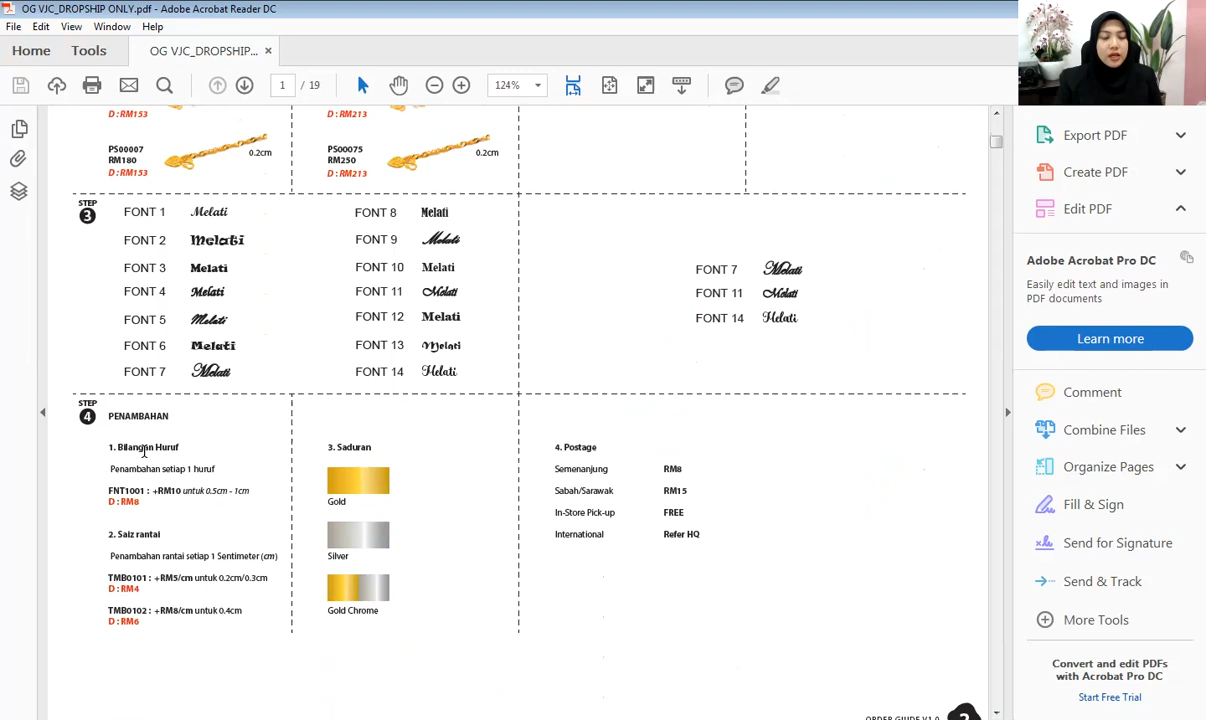 OG VJC_DROPSHIP ONLY.pdf - Adobe Acrobat Reader DC
File Edit View Window Help
Home Tools OG VJC_DROPSHIP... ×
1 / 19 124%
D : RM153
D : RM213
PS00007
RM180
D : RM153
0.2cm
PS00075
RM250
D : RM213
0.2cm
STEP
3
FONT 1 Melati
FONT 2 Melati
FONT 3 Melati
FONT 4 Melati
FONT 5 Melati
FONT 6 Melati
FONT 7 Melati
FONT 8 Melati
FONT 9 Melati
FONT 10 Melati
FONT 11 Melati
FONT 12 Melati
FONT 13 Melati
FONT 14 Melati
FONT 7 Melati
FONT 11 Melati
FONT 14 Melati
STEP
4
PENAMBAHAN
1. Bilangan Huruf
Penambahan setiap 1 huruf
FNT1001 : +RM10 untuk 0.5cm - 1cm
D : RM8
2. Saiz rantai
Penambahan rantai setiap 1 Sentimeter (cm)
TMB0101 : +RM5/cm untuk 0.2cm/0.3cm
D : RM4
TMB0102 : +RM8/cm untuk 0.4cm
D : RM6
3. Saduran
Gold
Silver
Gold Chrome
4. Postage
Semenanjung RM8
Sabah/Sarawak RM15
In-Store Pick-up FREE
International Refer HQ
ORDER GUIDE V1.0
Export PDF
Create PDF
Edit PDF
Adobe Acrobat Pro DC
Easily edit text and images in
PDF documents
Learn more
Comment
Combine Files
Organize Pages
Fill & Sign
Send for Signature
Send & Track
More Tools
Convert and edit PDFs
with Acrobat Pro DC
Start Free Trial